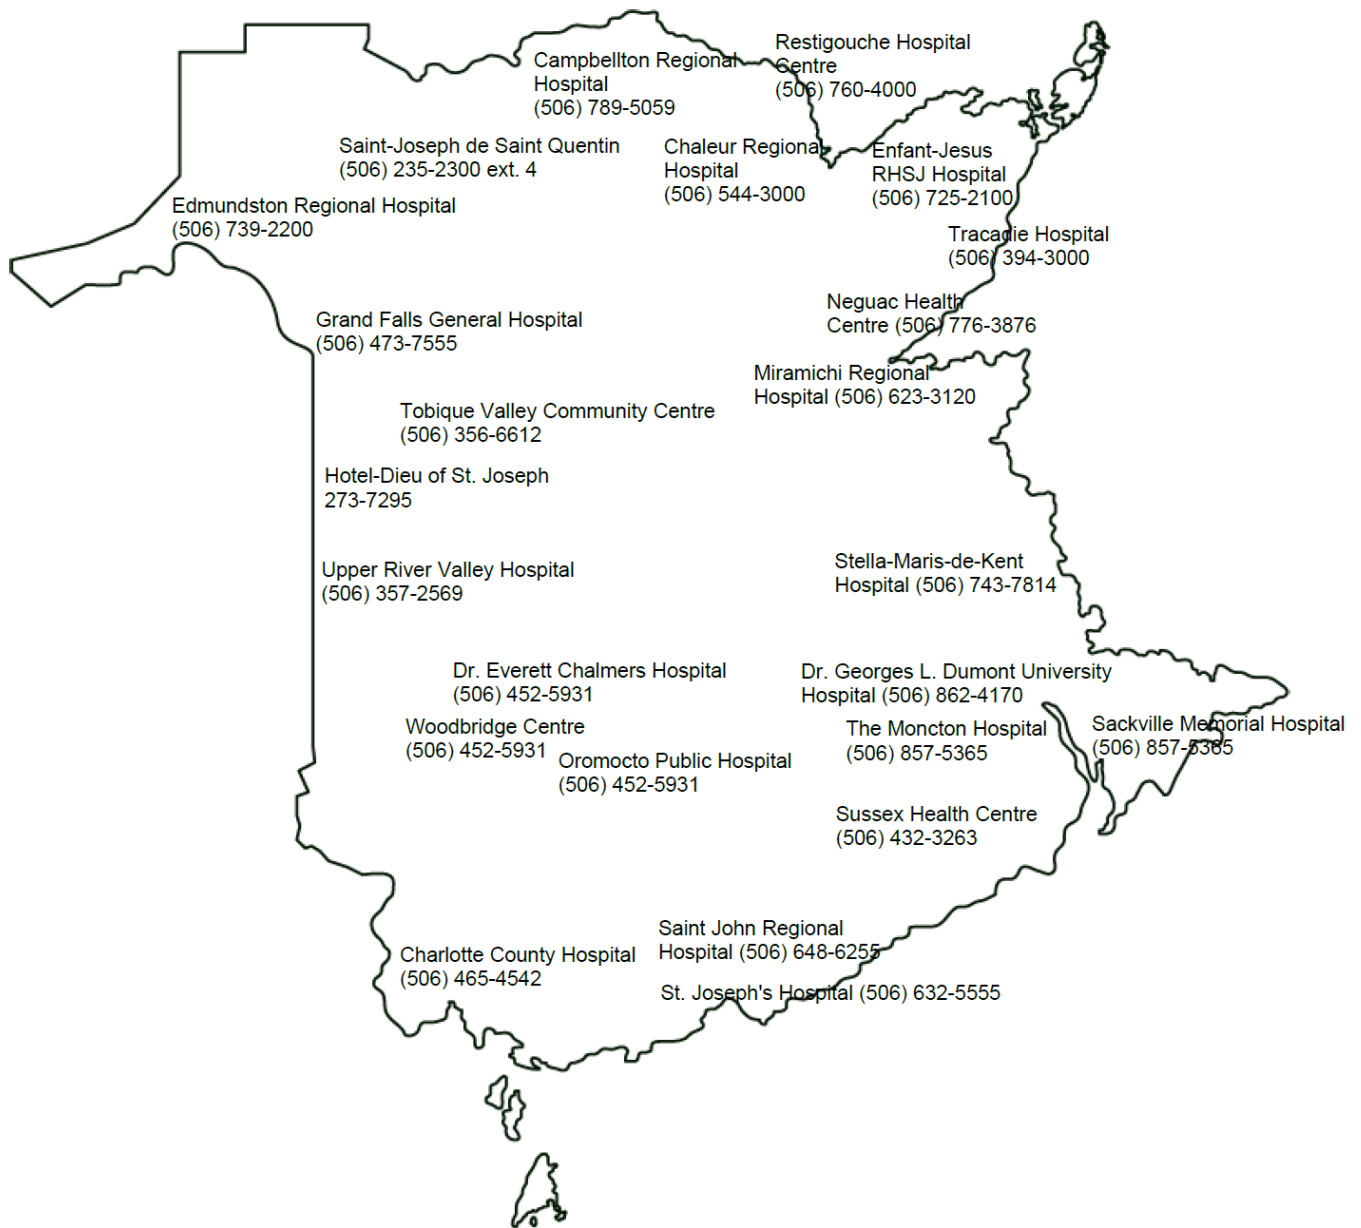 Restigouche Hospital
Centre
(506) 760-4000
Campbellton Regional
Hospital
(506) 789-5059
Saint-Joseph de Saint Quentin
(506) 235-2300 ext. 4
Chaleur Regional
Hospital
(506) 544-3000
Enfant-Jesus
RHSJ Hospital
(506) 725-2100
Edmundston Regional Hospital
(506) 739-2200
Tracadie Hospital
(506) 394-3000
Neguac Health
Centre (506) 776-3876
Grand Falls General Hospital
(506) 473-7555
Miramichi Regional
Hospital (506) 623-3120
Tobique Valley Community Centre
(506) 356-6612
Hotel-Dieu of St. Joseph
273-7295
Stella-Maris-de-Kent
Hospital (506) 743-7814
Upper River Valley Hospital
(506) 357-2569
Dr. Everett Chalmers Hospital
(506) 452-5931
Dr. Georges L. Dumont University
Hospital (506) 862-4170
Woodbridge Centre
(506) 452-5931
The Moncton Hospital
(506) 857-5365
Sackville Memorial Hospital
(506) 857-5365
Oromocto Public Hospital
(506) 452-5931
Sussex Health Centre
(506) 432-3263
Saint John Regional
Hospital (506) 648-6255
Charlotte County Hospital
(506) 465-4542
St. Joseph's Hospital (506) 632-5555